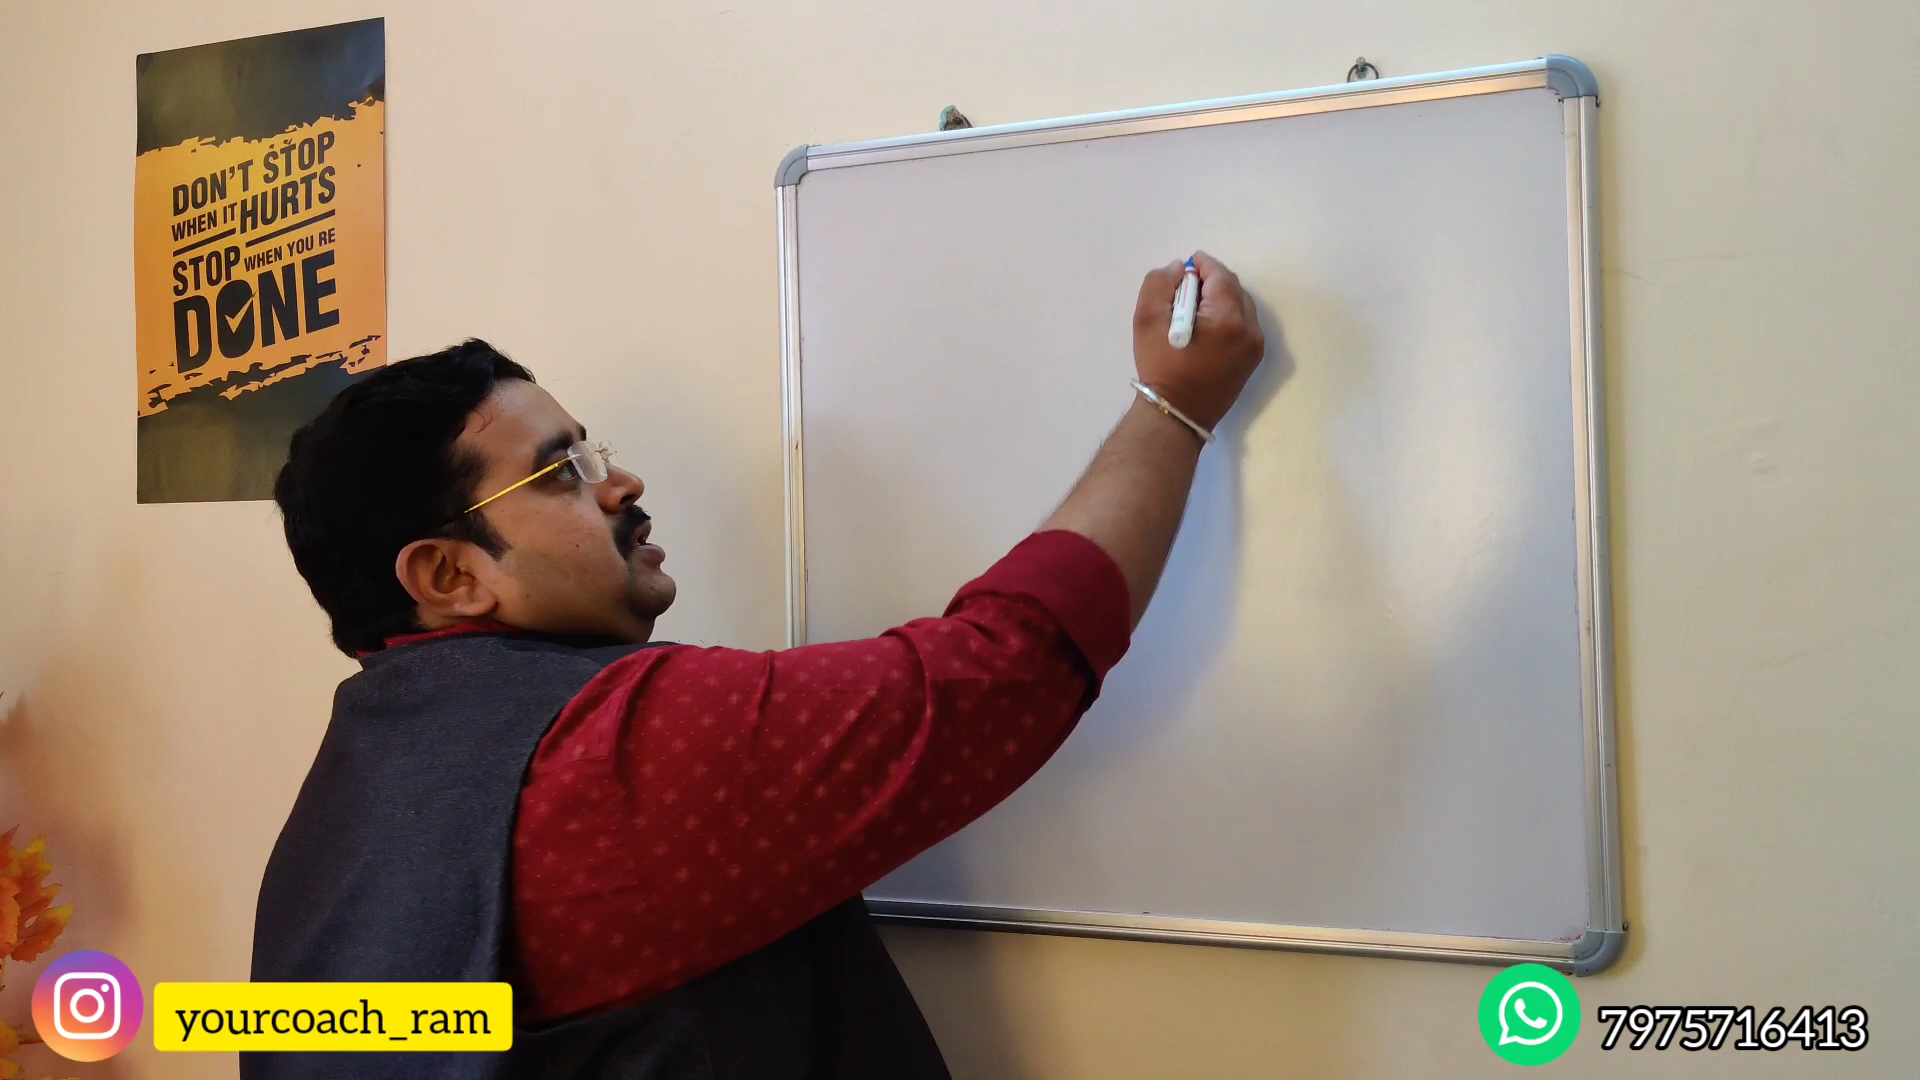 DON'T STOP
WHEN IT HURTS
STOP WHEN YOU RE
DONE
yourcoach_ram
7975716413